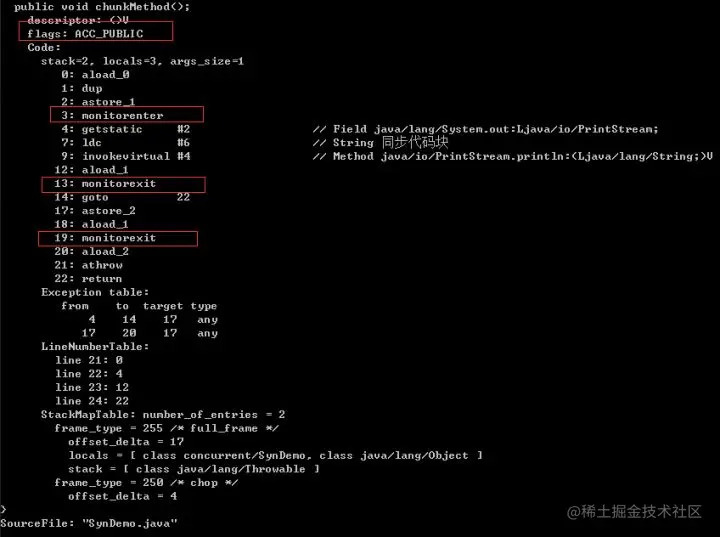 public void chunkMethod();
descriptor: ()V
flags: ACC_PUBLIC
Code:
stack=2, locals=3, args_size=1
0: aload_0
1: dup
2: astore_1
3: monitorenter
4: getstatic #2 // Field java/lang/System.out:Ljava/io/PrintStream;
7: ldc #6 // String 同步代码块
9: invokevirtual #4 // Method java/io/PrintStream.println:(Ljava/lang/String;)V
12: aload_1
13: monitorexit
14: goto 22
17: astore_2
18: aload_1
19: monitorexit
20: aload_2
21: athrow
22: return
Exception table:
from to target type
4 14 17 any
17 20 17 any
LineNumberTable:
line 21: 0
line 22: 4
line 23: 12
line 24: 22
StackMapTable: number_of_entries = 2
frame_type = 255 /* full_frame */
offset_delta = 17
locals = [ class concurrent/SynDemo, class java/lang/Object ]
stack = [ class java/lang/Throwable ]
frame_type = 250 /* chop */
offset_delta = 4
}
SourceFile: "SynDemo.java"
@稀土掘金技术社区